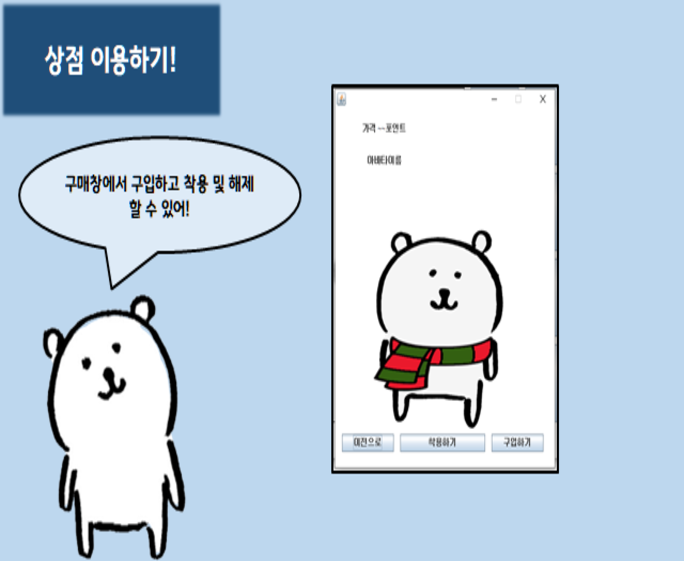 상점 이용하기!
구매창에서 구입하고 착용 및 해제
할 수 있어!
가격 ---포인트
아바타이름
이전으로
착용하기
구입하기